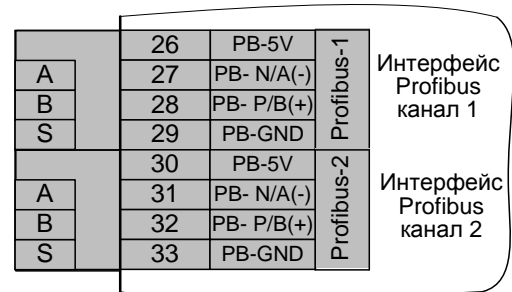 26 PB-5V
A 27 PB- N/A(-)
B 28 PB- P/B(+)
S 29 PB-GND
Profibus-1
Интерфейс
Profibus
канал 1
30 PB-5V
A 31 PB- N/A(-)
B 32 PB- P/B(+)
S 33 PB-GND
Profibus-2
Интерфейс
Profibus
канал 2